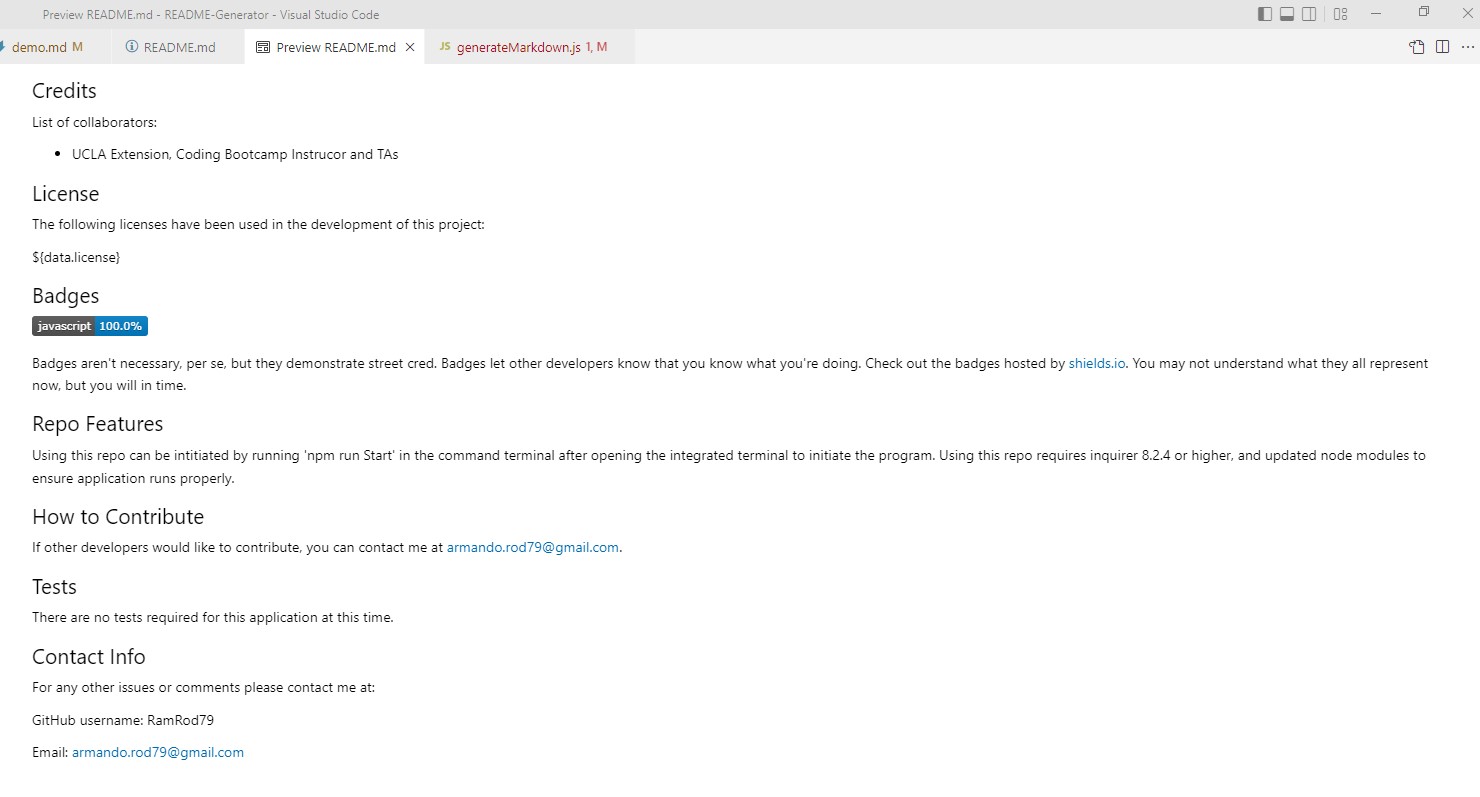 Preview README.md - README-Generator - Visual Studio Code
demo.md M
README.md
Preview README.md
JS generateMarkdown.js 1, M
Credits
List of collaborators:
UCLA Extension, Coding Bootcamp Instrucor and TAs
License
The following licenses have been used in the development of this project:
${data.license}
Badges
javascript 100.0%
Badges aren't necessary, per se, but they demonstrate street cred. Badges let other developers know that you know what you're doing. Check out the badges hosted by shields.io. You may not understand what they all represent
now, but you will in time.
Repo Features
Using this repo can be intitiated by running 'npm run Start' in the command terminal after opening the integrated terminal to initiate the program. Using this repo requires inquirer 8.2.4 or higher, and updated node modules to
ensure application runs properly.
How to Contribute
If other developers would like to contribute, you can contact me at armando.rod79@gmail.com.
Tests
There are no tests required for this application at this time.
Contact Info
For any other issues or comments please contact me at:
GitHub username: RamRod79
Email: armando.rod79@gmail.com